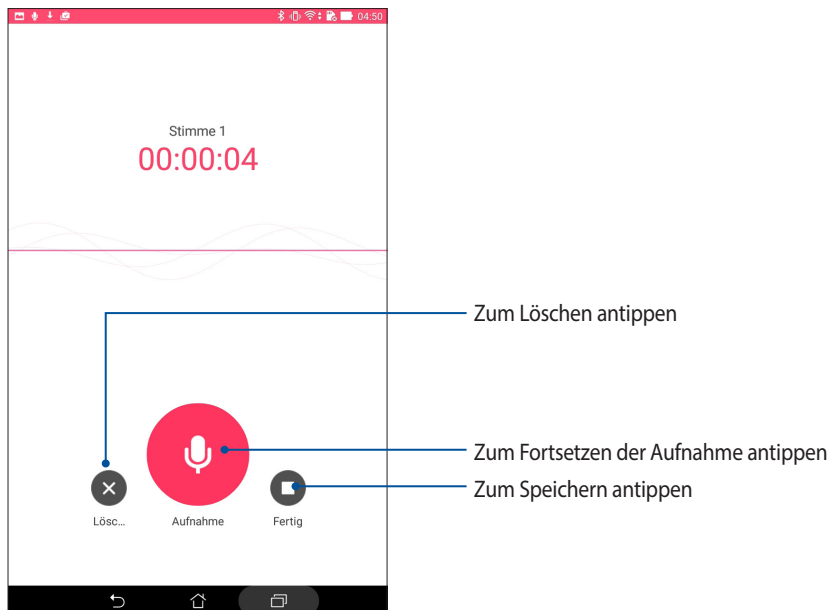 04:50
Stimme 1
00:00:04
Zum Löschen antippen
Zum Fortsetzen der Aufnahme antippen
Zum Speichern antippen
Lösc... Aufnahme Fertig